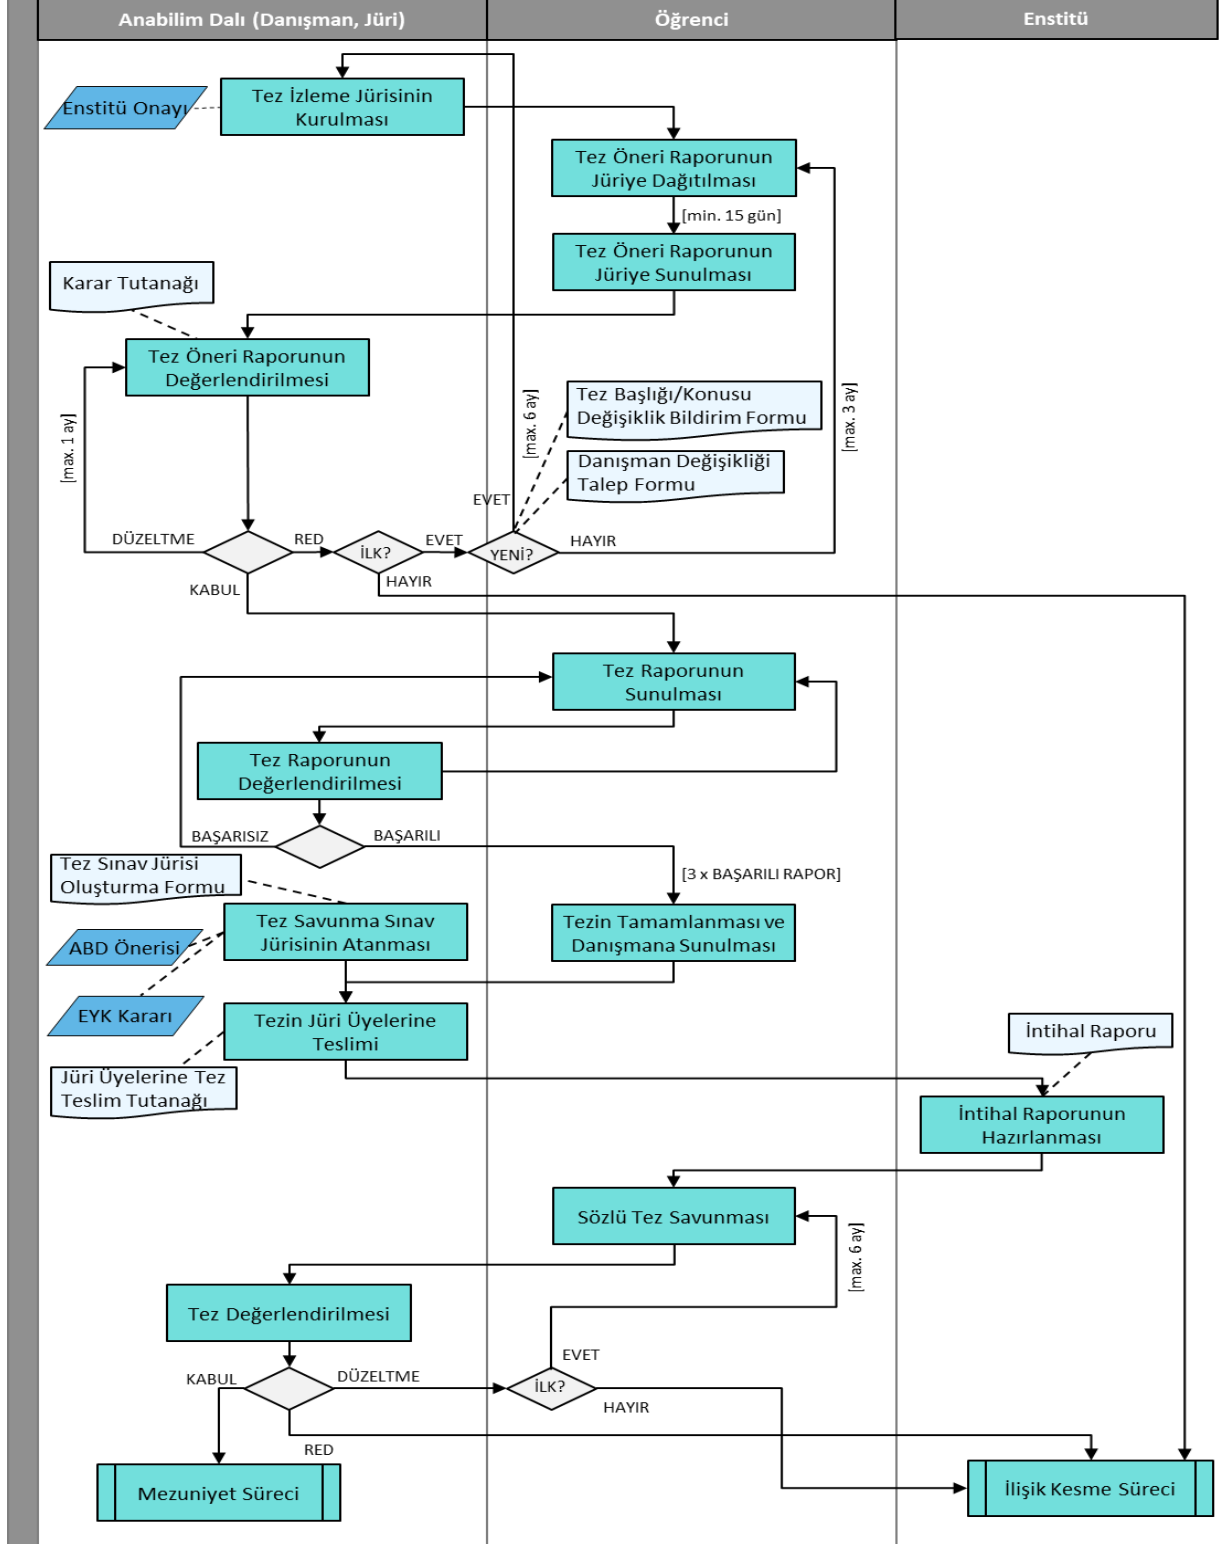 Anabilim Dalı (Danışman, Jüri)
Öğrenci
Enstitü
Enstitü Onayı
Tez İzleme Jürisinin
Kurulması
Tez Öneri Raporunun
Jüriye Dağıtılması
[min. 15 gün]
Tez Öneri Raporunun
Jüriye Sunulması
Karar Tutanağı
Tez Öneri Raporunun
Değerlendirilmesi
[max. 1 ay]
[max. 6 ay]
Tez Başlığı/Konusu
Değişiklik Bildirim Formu
[max. 3 ay]
Danışman Değişikliği
Talep Formu
EVET
DÜZELTME
RED
İLK?
EVET
YENİ?
HAYIR
KABUL
HAYIR
Tez Raporunun
Sunulması
Tez Raporunun
Değerlendirilmesi
BAŞARISIZ
BAŞARILI
Tez Sınav Jürisi
Oluşturma Formu
[3 x BAŞARILI RAPOR]
Tez Savunma Sınav
Jürisinin Atanması
Tezin Tamamlanması ve
Danışmana Sunulması
ABD Önerisi
EYK Kararı
Tezin Jüri Üyelerine
Teslimi
İntihal Raporu
Jüri Üyelerine Tez
Teslim Tutanağı
İntihal Raporunun
Hazırlanması
Sözlü Tez Savunması
[max. 6 ay]
Tez Değerlendirilmesi
EVET
KABUL
DÜZELTME
İLK?
HAYIR
RED
Mezuniyet Süreci
İlişik Kesme Süreci